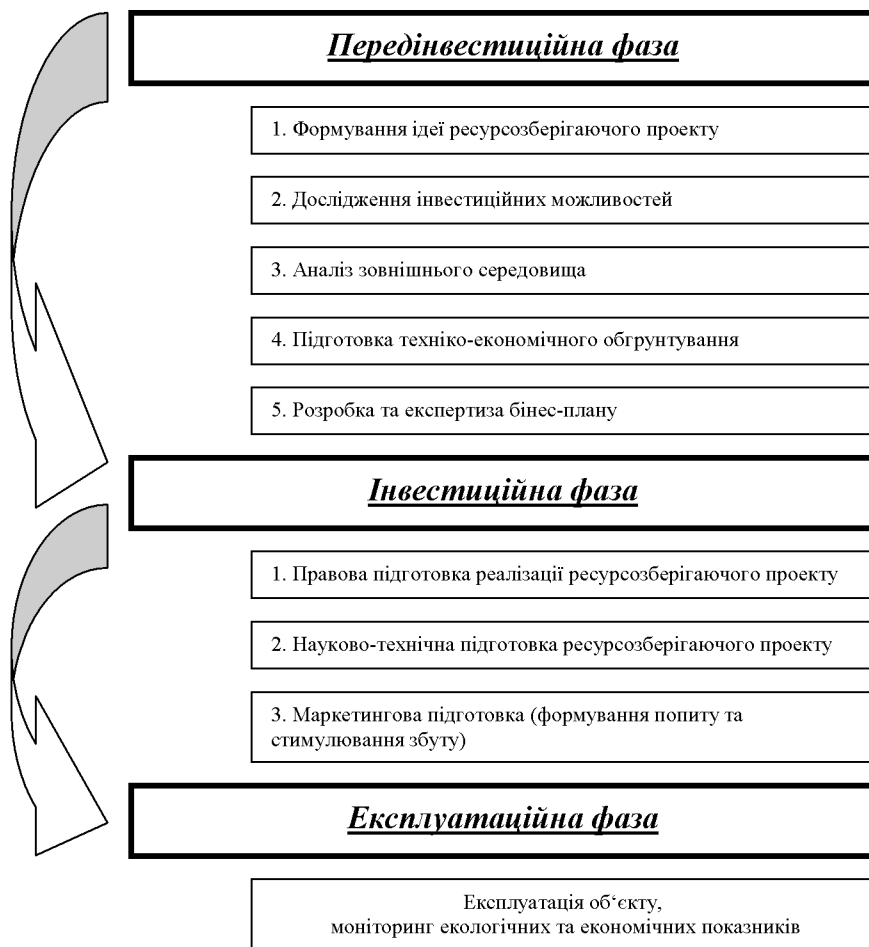 Передінвестиційна фаза
1. Формування ідеї ресурсозберігаючого проекту
2. Дослідження інвестиційних можливостей
3. Аналіз зовнішнього середовища
4. Підготовка техніко-економічного обгрунтування
5. Розробка та експертиза бінес-плану
Інвестиційна фаза
1. Правова підготовка реалізації ресурсозберігаючого проекту
2. Науково-технічна підготовка ресурсозберігаючого проекту
3. Маркетингова підготовка (формування попиту та
стимулювання збуту)
Експлуатаційна фаза
Експлуатація об‘єкту,
моніторинг екологічних та економічних показників